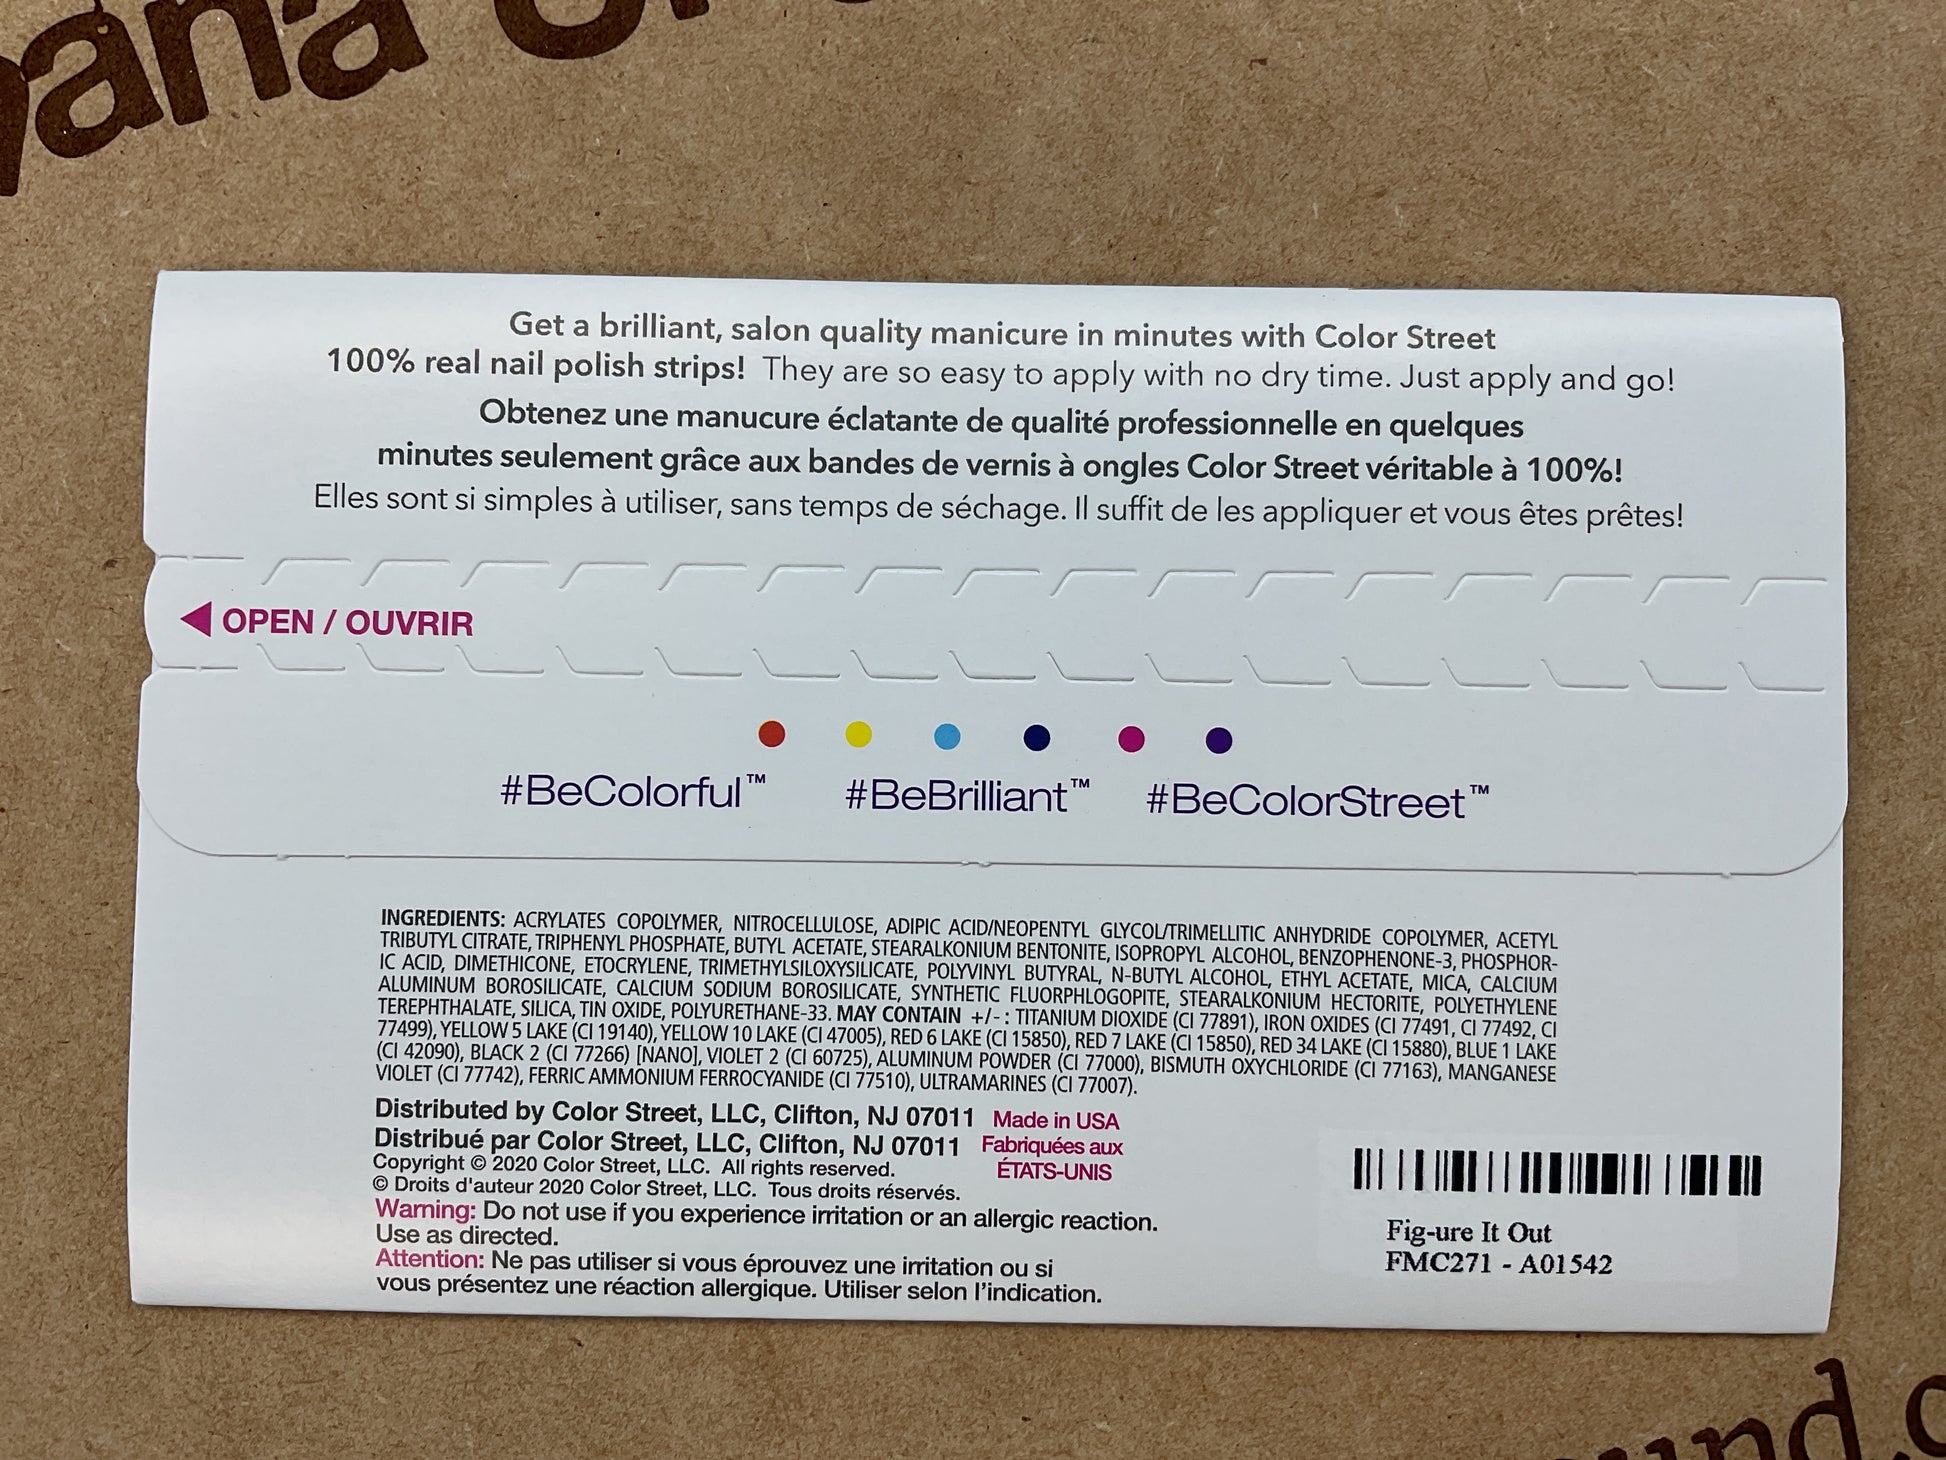 Get a brilliant, salon quality manicure in minutes with Color Street
100% real nail polish strips! They are so easy to apply with no dry time. Just apply and go!
Obtenez une manucure éclatante de qualité professionnelle en quelques
minutes seulement grâce aux bandes de vernis à ongles Color Street véritable à 100%!
Elles sont si simples à utiliser, sans temps de séchage. Il suffit de les appliquer et vous êtes prêtes!
OPEN / OUVRIR
#BeColorful™ #BeBrilliant™ #BeColorStreet™
INGREDIENTS: ACRYLATES COPOLYMER, NITROCELLULOSE, ADIPIC ACID/NEOPENTYL GLYCOL/TRIMELLITIC ANHYDRIDE COPOLYMER, ACETYL
TRIBUTYL CITRATE, TRIPHENYL PHOSPHATE, BUTYL ACETATE, STEARALKONIUM BENTONITE, ISOPROPYL ALCOHOL, BENZOPHENONE-3, PHOSPHOR-
IC ACID, DIMETHICONE, ETOCRYLENE, TRIMETHYLSILOXYSILICATE, POLYVINYL BUTYRAL, N-BUTYL ALCOHOL, ETHYL ACETATE, MICA, CALCIUM
ALUMINUM BOROSILICATE, CALCIUM SODIUM BOROSILICATE, SYNTHETIC FLUORPHLOGOPITE, STEARALKONIUM HECTORITE, POLYETHYLENE
TEREPHTHALATE, SILICA, TIN OXIDE, POLYURETHANE-33. MAY CONTAIN +/- : TITANIUM DIOXIDE (CI 77891), IRON OXIDES (CI 77491, CI 77492, CI
77499), YELLOW 5 LAKE (CI 19140), YELLOW 10 LAKE (CI 47005), RED 6 LAKE (CI 15850), RED 7 LAKE (CI 15850), RED 34 LAKE (CI 15880), BLUE 1 LAKE
(CI 42090), BLACK 2 (CI 77266) [NANO], VIOLET 2 (CI 60725), ALUMINUM POWDER (CI 77000), BISMUTH OXYCHLORIDE (CI 77163), MANGANESE
VIOLET (CI 77742), FERRIC AMMONIUM FERROCYANIDE (CI 77510), ULTRAMARINES (CI 77007).
Distributed by Color Street, LLC, Clifton, NJ 07011 Made in USA
Distribué par Color Street, LLC, Clifton, NJ 07011 Fabriquées aux
ÉTATS-UNIS
Copyright © 2020 Color Street, LLC. All rights reserved.
© Droits d'auteur 2020 Color Street, LLC. Tous droits réservés.
Warning: Do not use if you experience irritation or an allergic reaction.
Use as directed.
Attention: Ne pas utiliser si vous éprouvez une irritation ou si
vous présentez une réaction allergique. Utiliser selon l'indication.
Fig-ure It Out
FMC271 - A01542